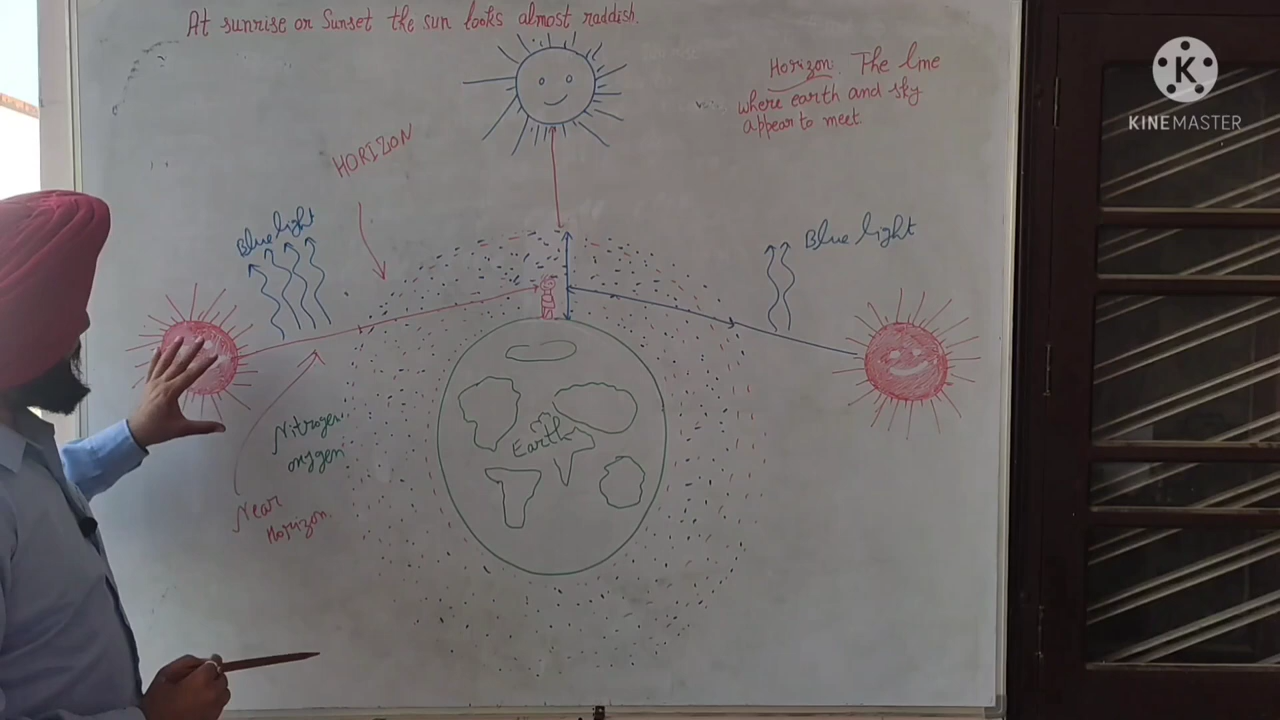 At sunrise or Sunset the sun looks almost raddish.
Horizon: The line
where earth and sky
appear to meet
K
KINEMASTER
HORIZON
Blue light
Blue light
Nitrogen
oxygen
Earth
Near
Horizon.